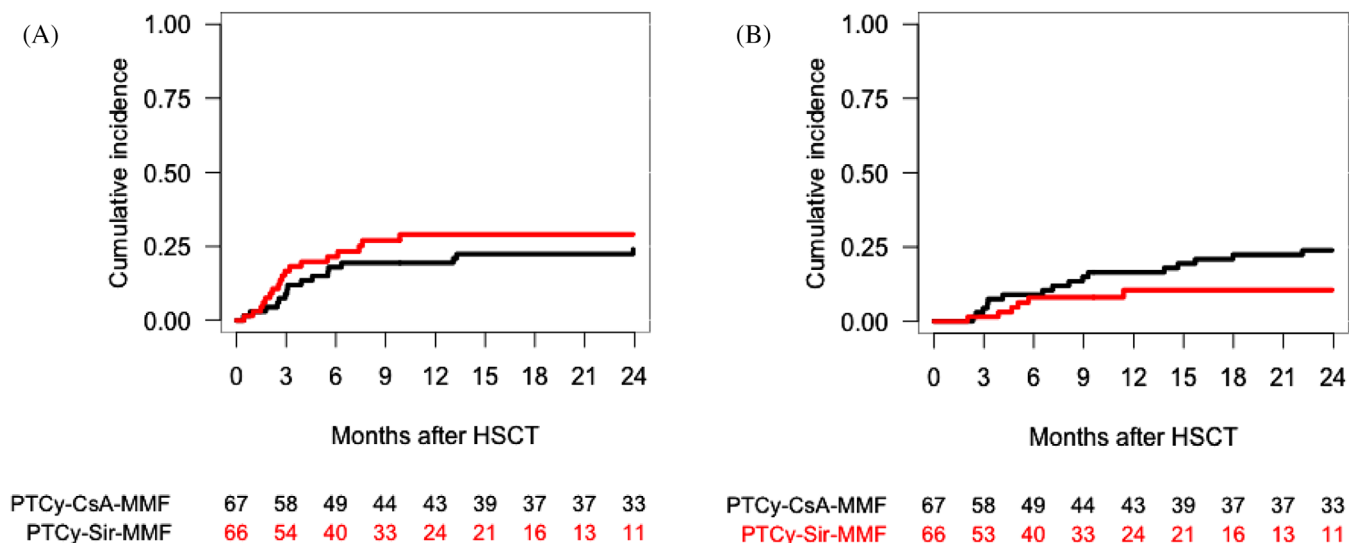 (A)
1.00
0.75
0.50
0.25
0.00
Cumulative incidence
0 3 6 9 12 15 18 21 24
Months after HSCT
PTCy-CsA-MMF 67 58 49 44 43 39 37 37 33
PTCy-Sir-MMF 66 54 40 33 24 21 16 13 11
(B)
1.00
0.75
0.50
0.25
0.00
Cumulative incidence
0 3 6 9 12 15 18 21 24
Months after HSCT
PTCy-CsA-MMF 67 58 49 44 43 39 37 37 33
PTCy-Sir-MMF 66 53 40 33 24 21 16 13 11